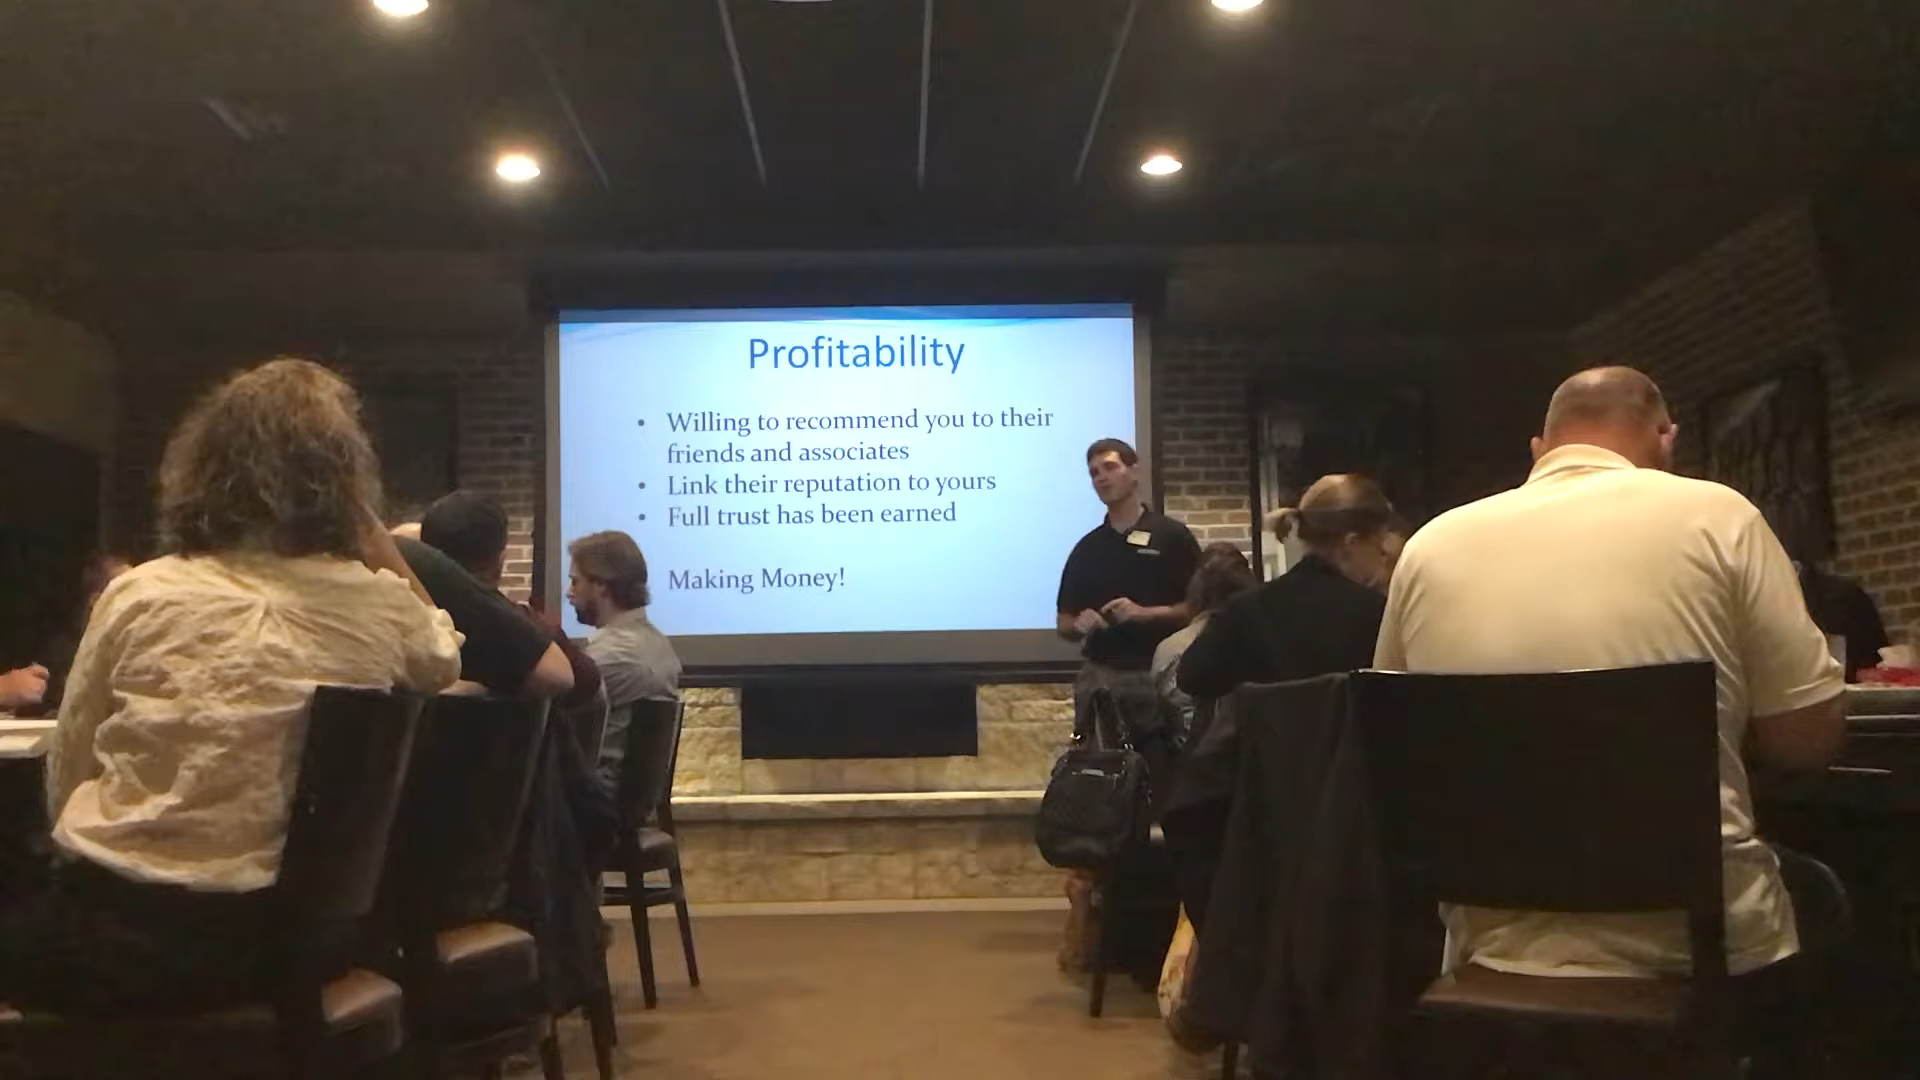 Profitability
• Willing to recommend you to their
friends and associates
• Link their reputation to yours
• Full trust has been earned
Making Money!